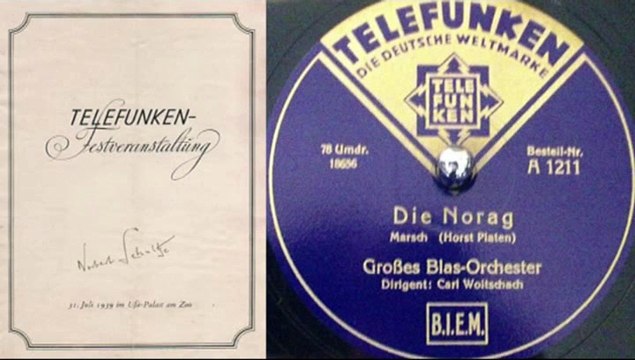 TELEFUNKEN-
Festveranstaltung
Norbert Schultze
31. Juli 1939 im Ufa-Palast am Zoo
TELEFUNKEN
DIE DEUTSCHE WELTMARKE
TELE
FUN
KEN
78 Umdr.
18656
Bestell-Nr.
A 1211
Die Norag
Marsch (Horst Platen)
Großes Blas-Orchester
Dirigent: Carl Woitschach
B.I.E.M.